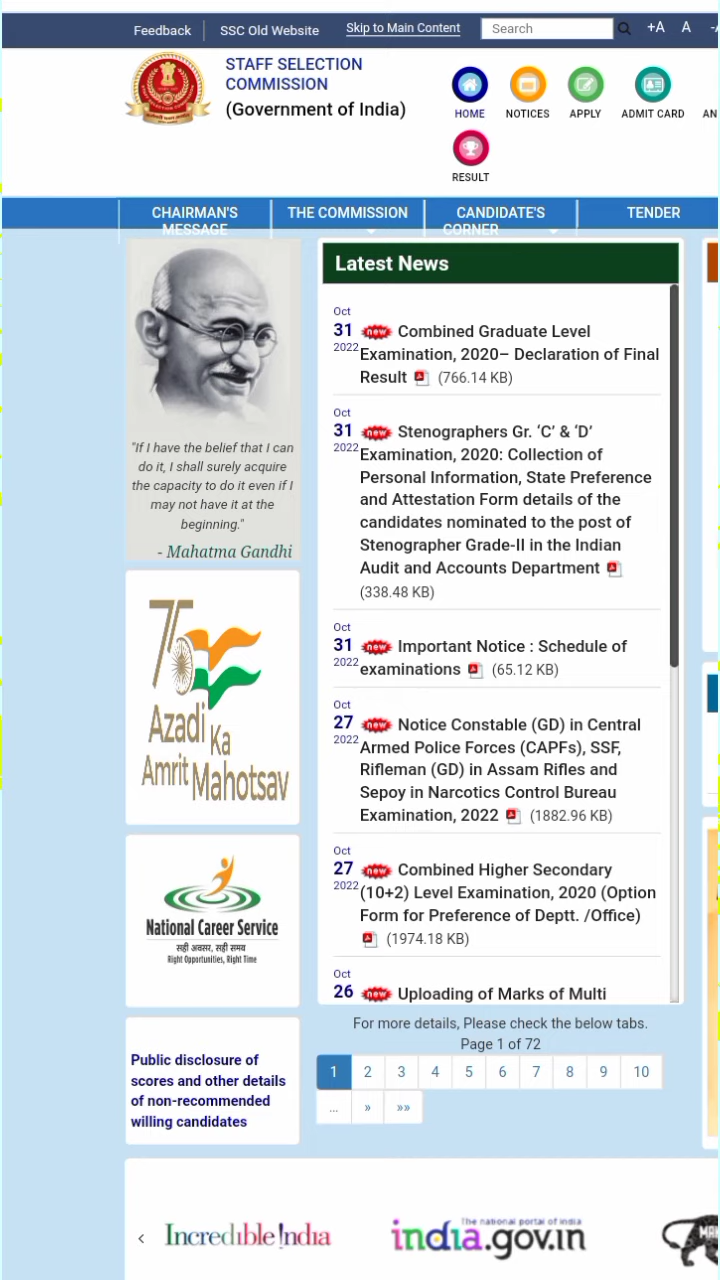 Feedback
SSC Old Website
Skip to Main Content
Search
+A
A
STAFF SELECTION
COMMISSION
(Government of India)
HOME
NOTICES
APPLY
ADMIT CARD
AN
RESULT
CHAIRMAN'S
MESSAGE
THE COMMISSION
CANDIDATE'S
CORNER
TENDER
"If I have the belief that I can
do it, I shall surely acquire
the capacity to do it even if I
may not have it at the
beginning."
- Mahatma Gandhi
75
Azadi Ka
Amrit Mahotsav
National Career Service
सही अवसर, सही समय
Right Opportunities, Right Time
Public disclosure of
scores and other details
of non-recommended
willing candidates
Latest News
Oct
31
2022
new Combined Graduate Level
Examination, 2020– Declaration of Final
Result (766.14 KB)
Oct
31
2022
new Stenographers Gr. ‘C’ & ‘D’
Examination, 2020: Collection of
Personal Information, State Preference
and Attestation Form details of the
candidates nominated to the post of
Stenographer Grade-II in the Indian
Audit and Accounts Department
(338.48 KB)
Oct
31
2022
new Important Notice : Schedule of
examinations (65.12 KB)
Oct
27
2022
new Notice Constable (GD) in Central
Armed Police Forces (CAPFs), SSF,
Rifleman (GD) in Assam Rifles and
Sepoy in Narcotics Control Bureau
Examination, 2022 (1882.96 KB)
Oct
27
2022
new Combined Higher Secondary
(10+2) Level Examination, 2020 (Option
Form for Preference of Deptt. /Office)
(1974.18 KB)
Oct
26
new Uploading of Marks of Multi
For more details, Please check the below tabs.
Page 1 of 72
1 2 3 4 5 6 7 8 9 10
... » »»
‹
Incredible !ndia
The national portal of india
india.gov.in